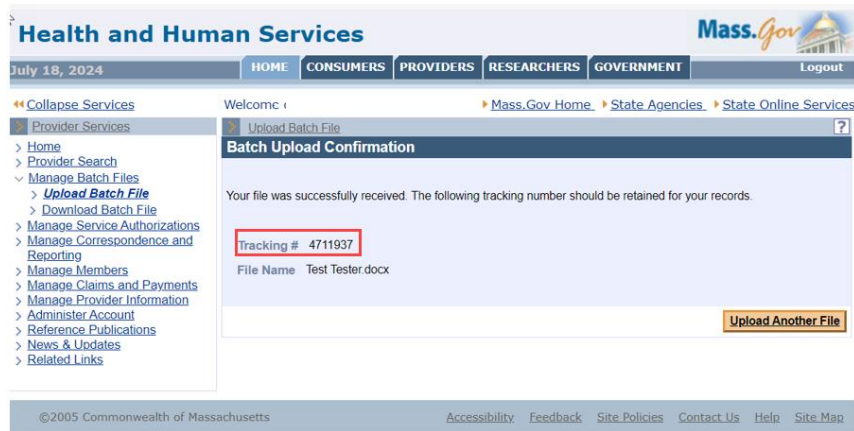 Health and Human Services
Mass.Gov
July 18, 2024
HOME CONSUMERS PROVIDERS RESEARCHERS GOVERNMENT
Logout
Collapse Services
Provider Services
> Home
> Provider Search
Manage Batch Files
> Upload Batch File
> Download Batch File
> Manage Service Authorizations
> Manage Correspondence and
Reporting
> Manage Members
> Manage Claims and Payments
> Manage Provider Information
> Administer Account
> Reference Publications
> News & Updates
> Related Links
Mass.Gov Home State Agencies State Online Services
Upload Batch File ?
Batch Upload Confirmation
Your file was successfully received. The following tracking number should be retained for your records.
Tracking # 4711937
File Name Test Tester.docx
Upload Another File
©2005 Commonwealth of Massachusetts
Accessibility Feedback Site Policies Contact Us Help Site Map